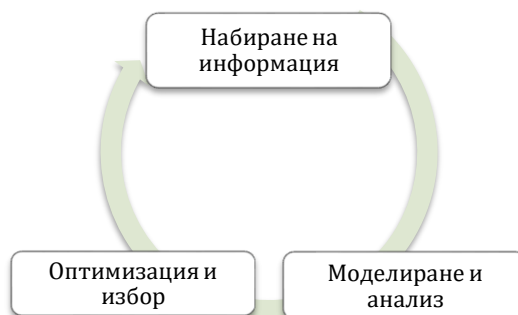 Набиране на
информация
Оптимизация и
избор
Моделиране и
анализ